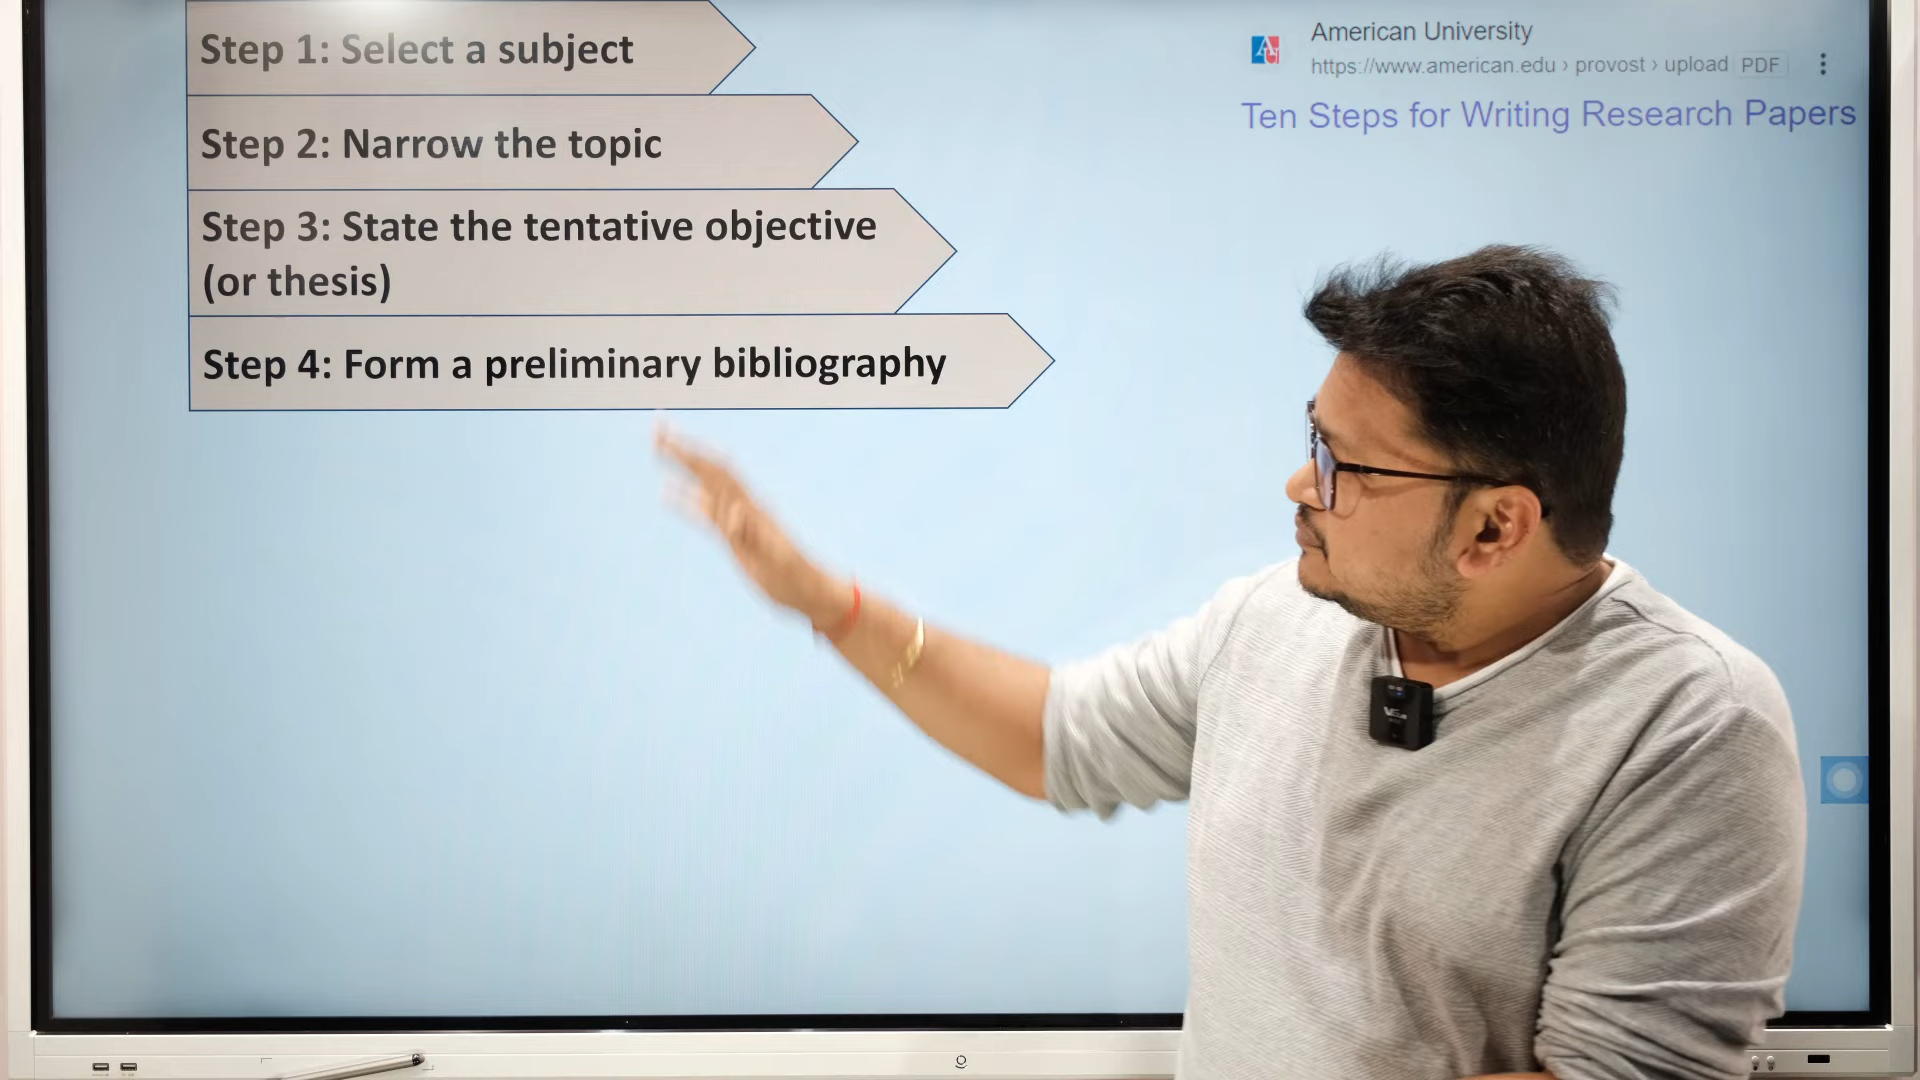 Step 1: Select a subject
Step 2: Narrow the topic
Step 3: State the tentative objective
(or thesis)
Step 4: Form a preliminary bibliography
American University
https://www.american.edu › provost › upload PDF
Ten Steps for Writing Research Papers